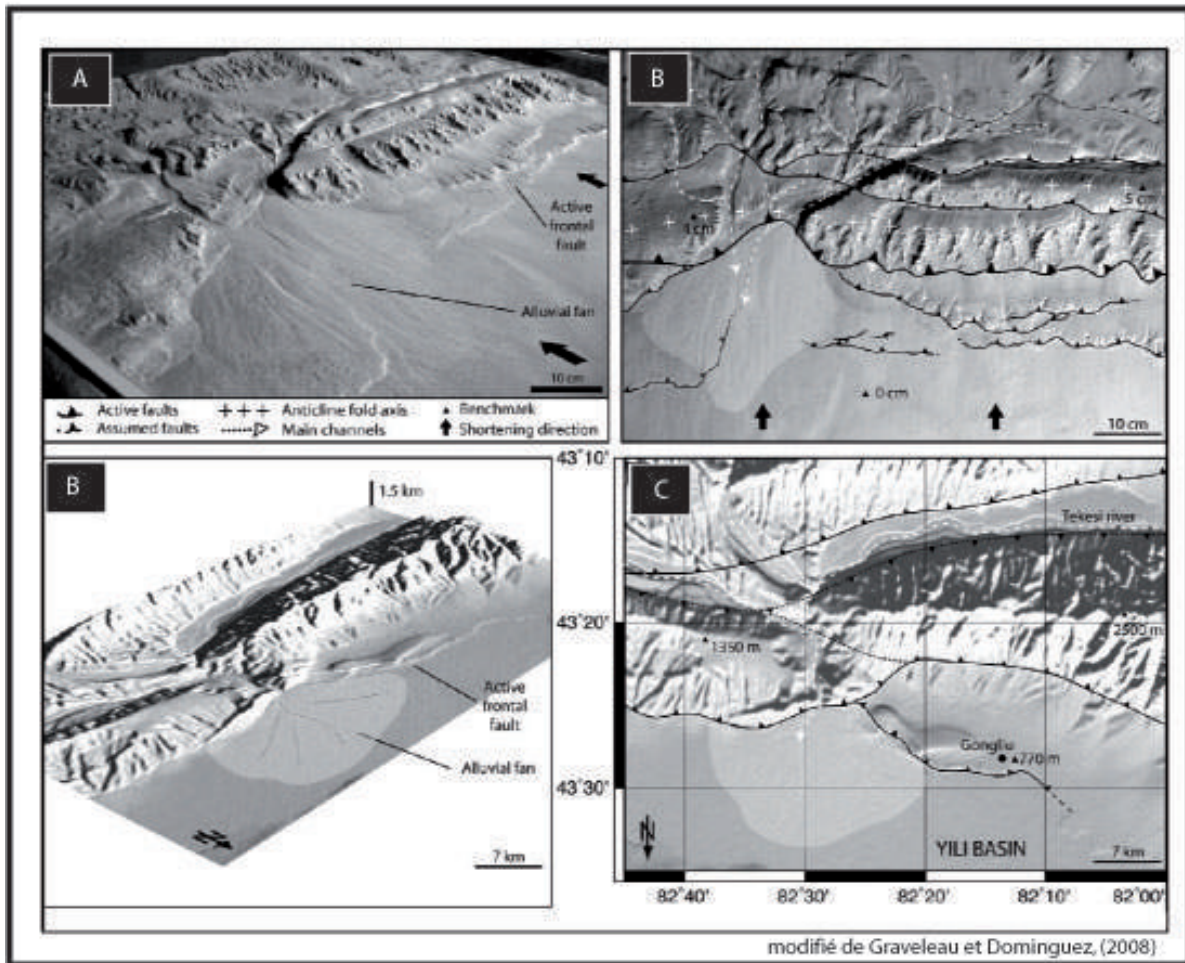 A
Active
frontal
fault
Alluvial fan
10 cm
Active faults
Anticline fold axis
Benchmark
Assumed faults
Main channels
Shortening direction
B
5 cm
0 cm
10 cm
B
1.5 km
Active
frontal
fault
Alluvial fan
N
7 km
C
43°10'
43°20'
43°30'
Tekesi river
2500 m
1350 m
Gongliu
770 m
N
YILI BASIN
7 km
82°40'
82°30'
82°20'
82°10'
82°00'
modifié de Graveleau et Dominguez, (2008)